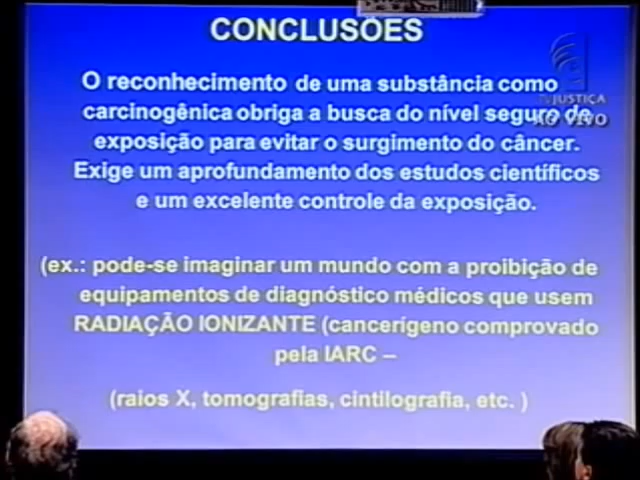 CONCLUSÕES
O reconhecimento de uma substância como
carcinogênica obriga a busca do nível seguro de
exposição para evitar o surgimento do câncer.
Exige um aprofundamento dos estudos científicos
e um excelente controle da exposição.
(ex.: pode-se imaginar um mundo com a proibição de
equipamentos de diagnóstico médicos que usem
RADIAÇÃO IONIZANTE (cancerígeno comprovado
pela IARC –
(raios X, tomografias, cintilografia, etc. )
TV JUSTIÇA
AO VIVO